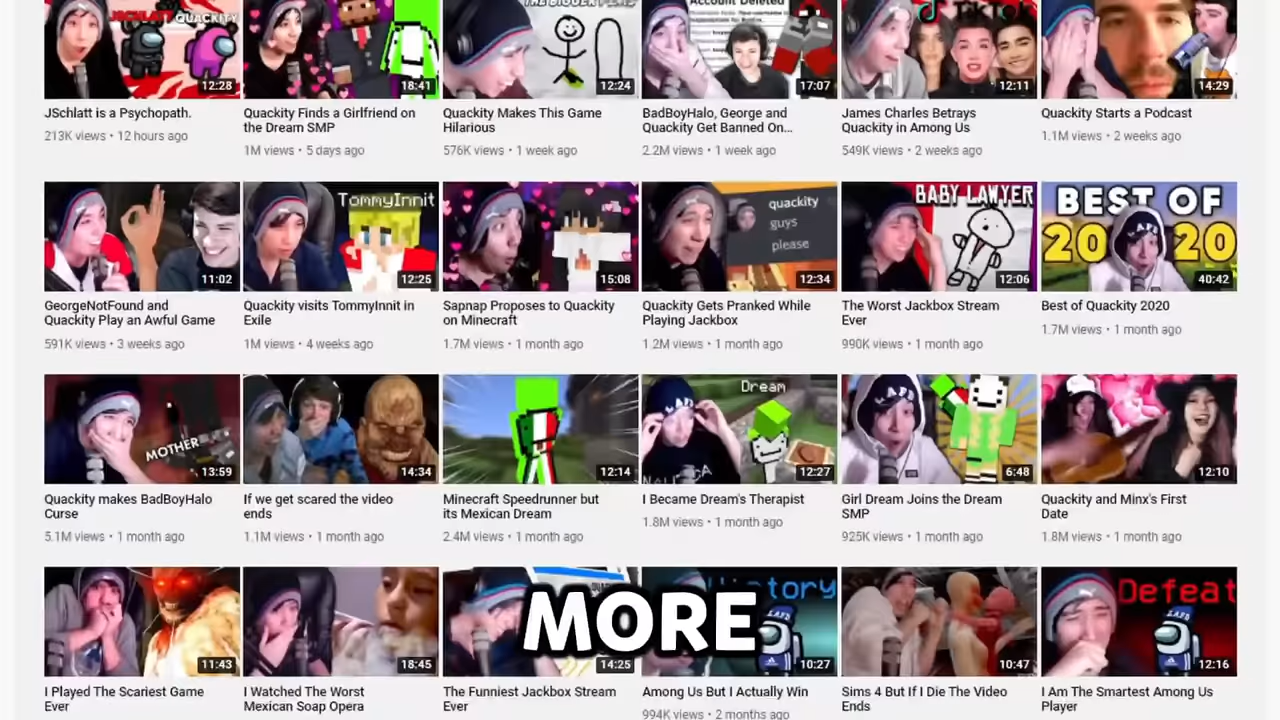 JSCHLATT QUACKITY
12:28
18:41
THE BIGGER
12:24
Account Deleted
17:07
TikTok
12:11
14:29
JSchlatt is a Psychopath.
213K views • 12 hours ago
Quackity Finds a Girlfriend on
the Dream SMP
1M views • 5 days ago
Quackity Makes This Game
Hilarious
576K views • 1 week ago
BadBoyHalo, George and
Quackity Get Banned On...
2.2M views • 1 week ago
James Charles Betrays
Quackity in Among Us
549K views • 2 weeks ago
Quackity Starts a Podcast
1.1M views • 2 weeks ago
11:02
TommyInnit
12:25
15:08
quackity
guys
please
12:34
BABY LAWYER
12:06
BEST OF
2020
LAFD
40:42
GeorgeNotFound and
Quackity Play an Awful Game
591K views • 3 weeks ago
Quackity visits TommyInnit in
Exile
1M views • 4 weeks ago
Sapnap Proposes to Quackity
on Minecraft
1.7M views • 1 month ago
Quackity Gets Pranked While
Playing Jackbox
1.2M views • 1 month ago
The Worst Jackbox Stream
Ever
990K views • 1 month ago
Best of Quackity 2020
1.7M views • 1 month ago
MOTHER
13:59
14:34
12:14
LAFD
Dream
12:27
LAFD
6:48
12:10
Quackity makes BadBoyHalo
Curse
5.1M views • 1 month ago
If we get scared the video
ends
1.1M views • 1 month ago
Minecraft Speedrunner but
its Mexican Dream
2.4M views • 1 month ago
I Became Dream's Therapist
1.8M views • 1 month ago
Girl Dream Joins the Dream
SMP
925K views • 1 month ago
Quackity and Minx's First
Date
1.8M views • 1 month ago
11:43
18:45
MORE
14:25
LAFD
10:27
10:47
Defeat
LAFD
12:16
I Played The Scariest Game
Ever
I Watched The Worst
Mexican Soap Opera
The Funniest Jackbox Stream
Ever
Among Us But I Actually Win
994K views • 2 months ago
Sims 4 But If I Die The Video
Ends
I Am The Smartest Among Us
Player